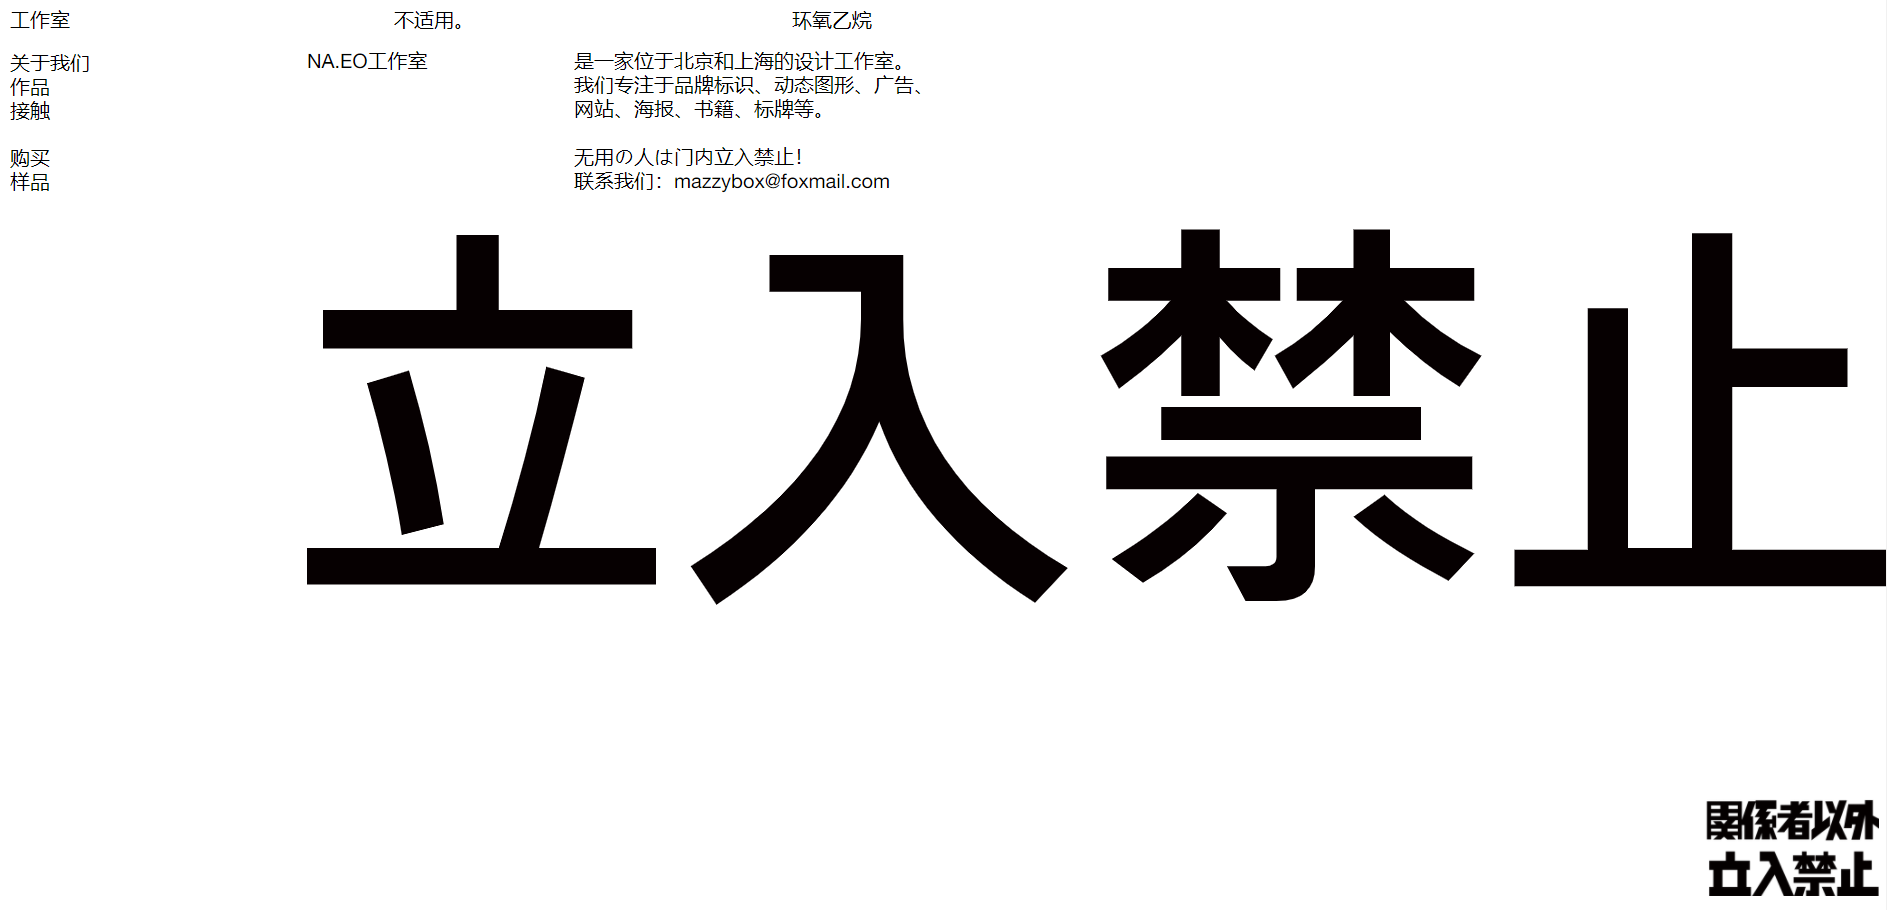 工作室
不适用。
环氧乙烷
关于我们
作品
接触
购买
样品
NA.EO工作室
是一家位于北京和上海的设计工作室。
我们专注于品牌标识、动态图形、广告、
网站、海报、书籍、标牌等。
无用の人は门内立入禁止！
联系我们：mazzybox@foxmail.com
立入禁止
関係者以外
立入禁止